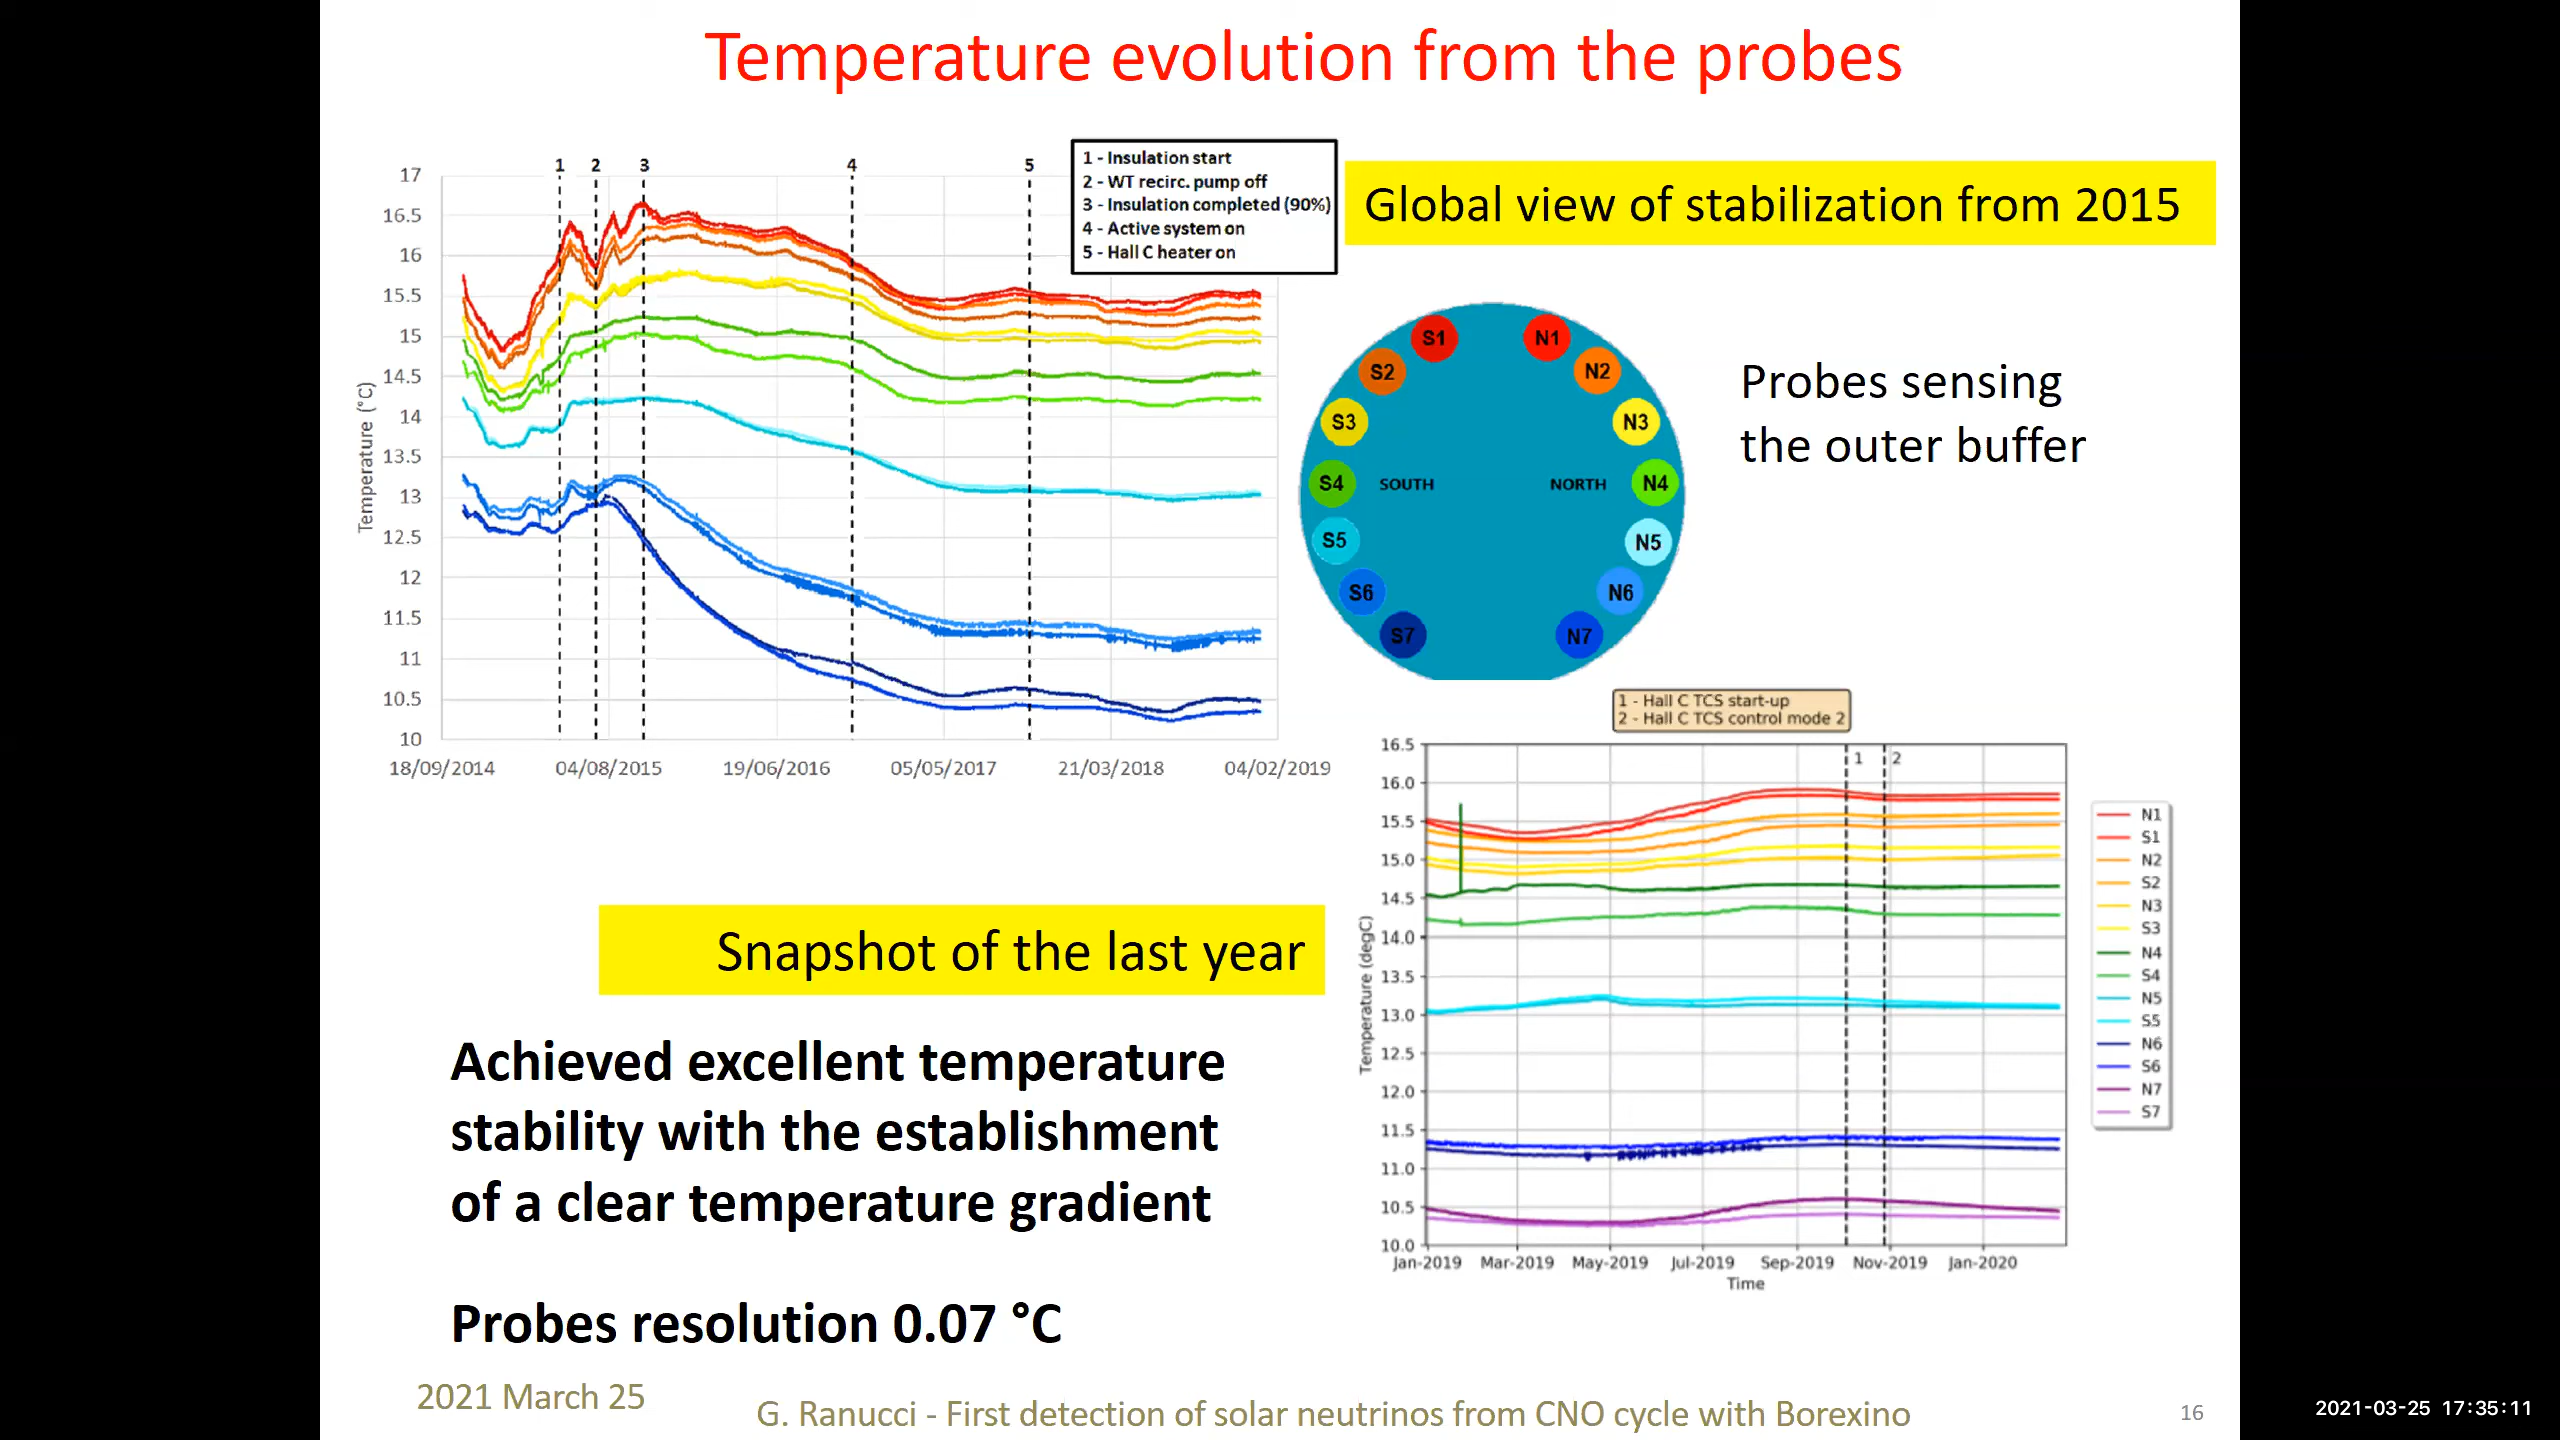 Temperature evolution from the probes
1 2 3 4 5
1 - Insulation start
2 - WT recirc. pump off
3 - Insulation completed (90%)
4 - Active system on
5 - Hall C heater on
Global view of stabilization from 2015
17
16.5
16
15.5
15
14.5
14
13.5
13
12.5
12
11.5
11
10.5
10
Temperature (°C)
18/09/2014 04/08/2015 19/06/2016 05/05/2017 21/03/2018 04/02/2019
S1 N1
S2 N2
S3 N3
S4 SOUTH NORTH N4
S5 N5
S6 N6
S7 N7
Probes sensing
the outer buffer
1 - Hall C TCS start-up
2 - Hall C TCS control mode 2
1 2
16.5
16.0
15.5
15.0
14.5
14.0
13.5
13.0
12.5
12.0
11.5
11.0
10.5
10.0
Temperature (degC)
Jan-2019 Mar-2019 May-2019 Jul-2019 Sep-2019 Nov-2019 Jan-2020
Time
N1
S1
N2
S2
N3
S3
N4
S4
N5
S5
N6
S6
N7
S7
Snapshot of the last year
Achieved excellent temperature
stability with the establishment
of a clear temperature gradient
Probes resolution 0.07 °C
2021 March 25
G. Ranucci - First detection of solar neutrinos from CNO cycle with Borexino
16
2021-03-25 17:35:11